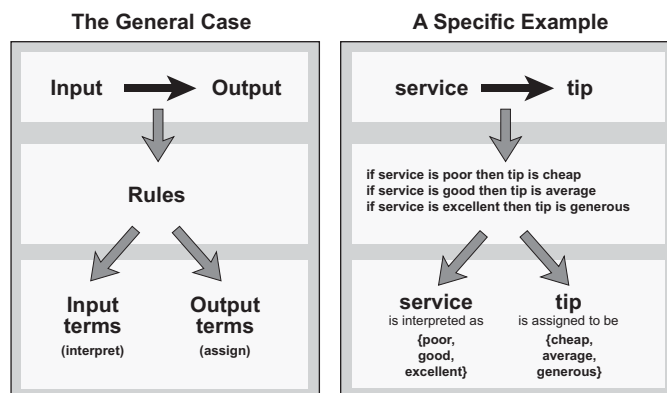 The General Case
Input Output
Rules
Input terms
(interpret)
Output terms
(assign)
A Specific Example
service tip
if service is poor then tip is cheap
if service is good then tip is average
if service is excellent then tip is generous
service
is interpreted as
{poor,
good,
excellent}
tip
is assigned to be
{cheap,
average,
generous}